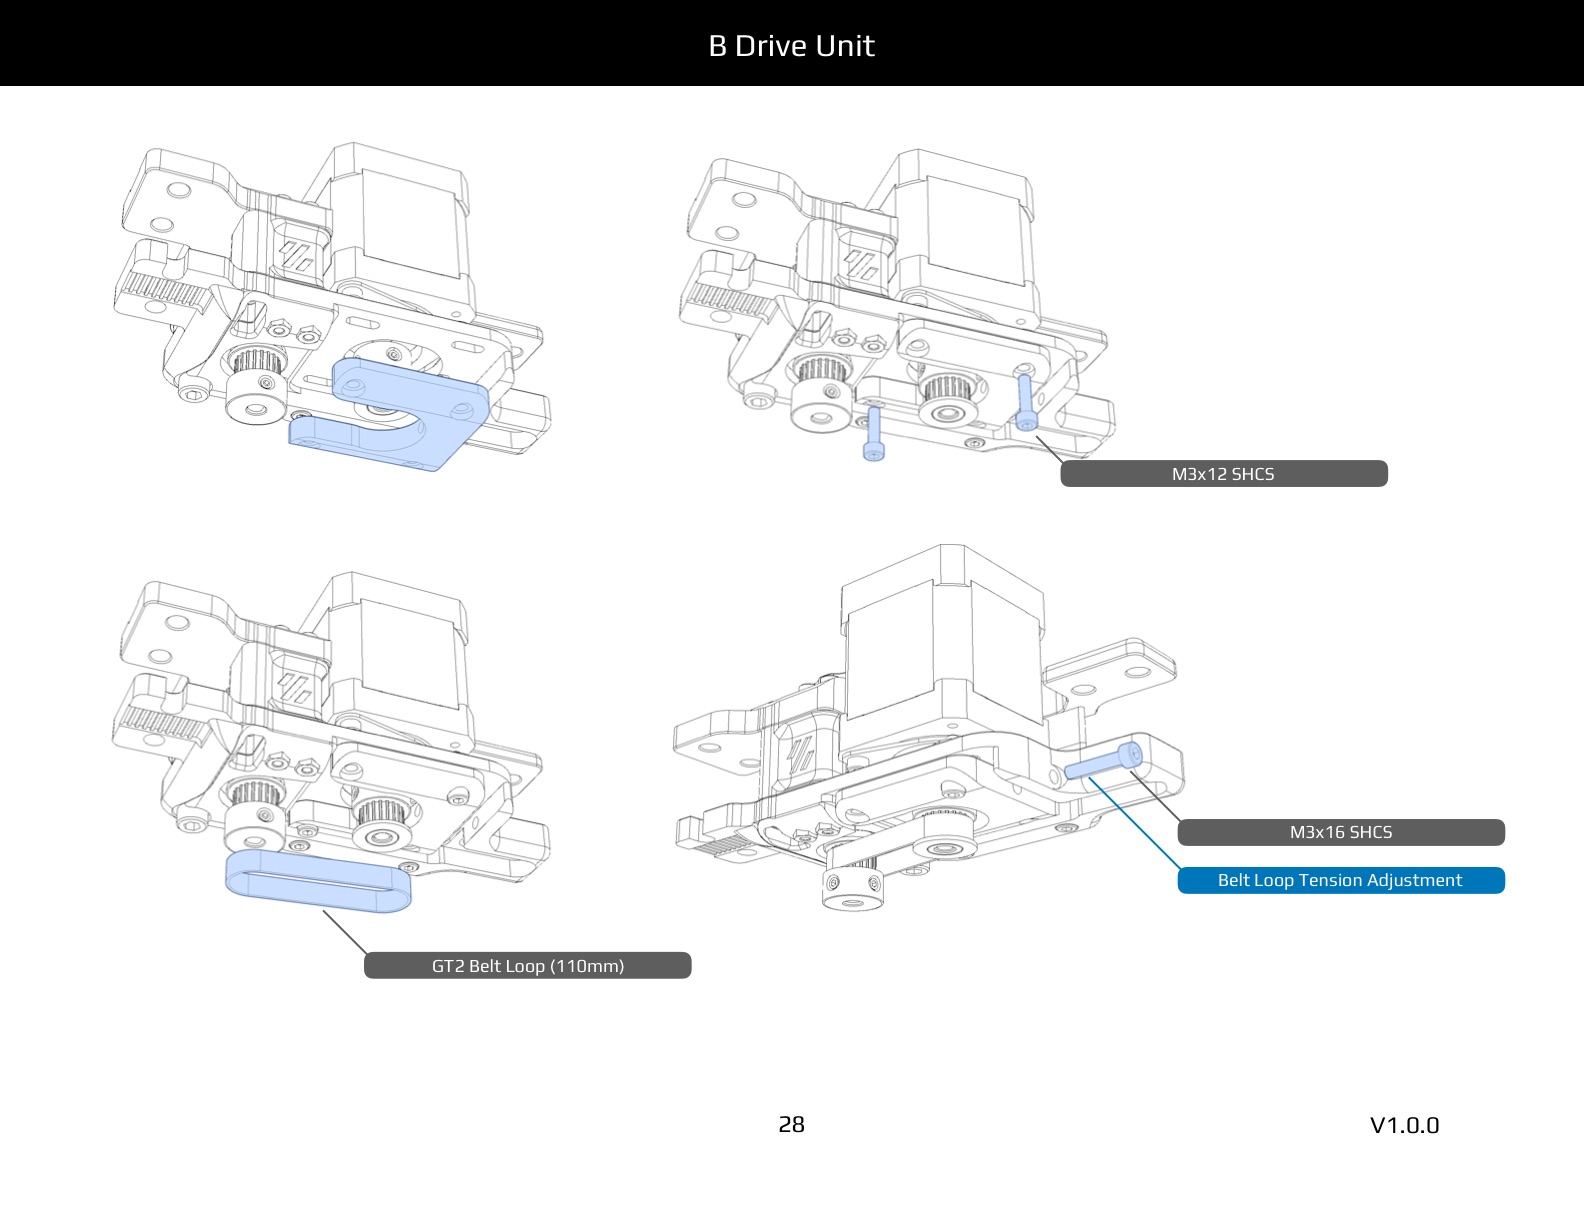 B Drive Unit
M3x12 SHCS
M3x16 SHCS
Belt Loop Tension Adjustment
GT2 Belt Loop (110mm)
28
V1.0.0